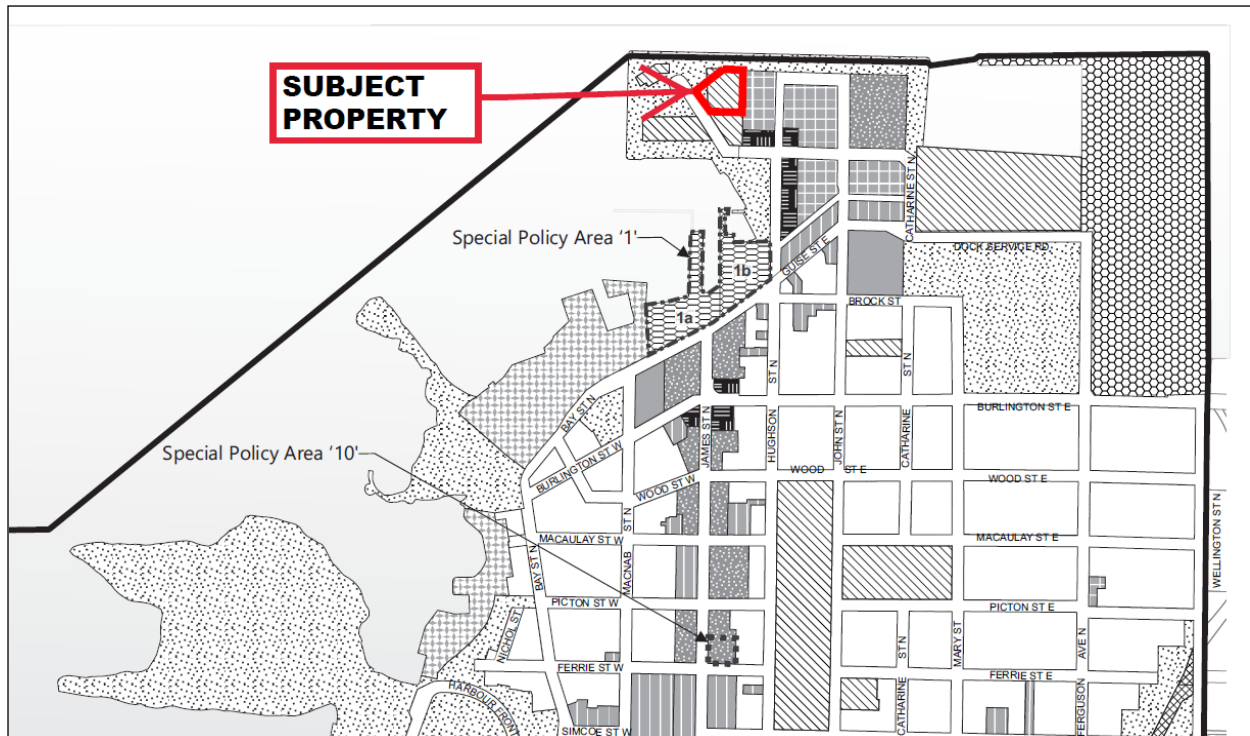 SUBJECT
PROPERTY
Special Policy Area '1'
1b
1a
GUISE ST E
CATHARINE ST N
DOCK SERVICE RD
BROCK ST
BAY ST N
BURLINGTON ST W
JAMES ST N
HUGHSON
ST N
JOHN ST N
CATHARINE
ST N
BURLINGTON ST E
Special Policy Area '10'
WOOD ST W
WOOD ST E
WOOD ST E
MACAULAY ST W
MACAULAY ST E
BAY ST N
MACNAB
ST N
WELLINGTON ST N
PICTON ST W
PICTON ST E
NICHOL ST
FERRIE ST W
FERRIE ST E
CATHARINE
ST N
MARY ST
FERGUSON
AVE N
HARBOUR FRONT
SIMCOE ST W